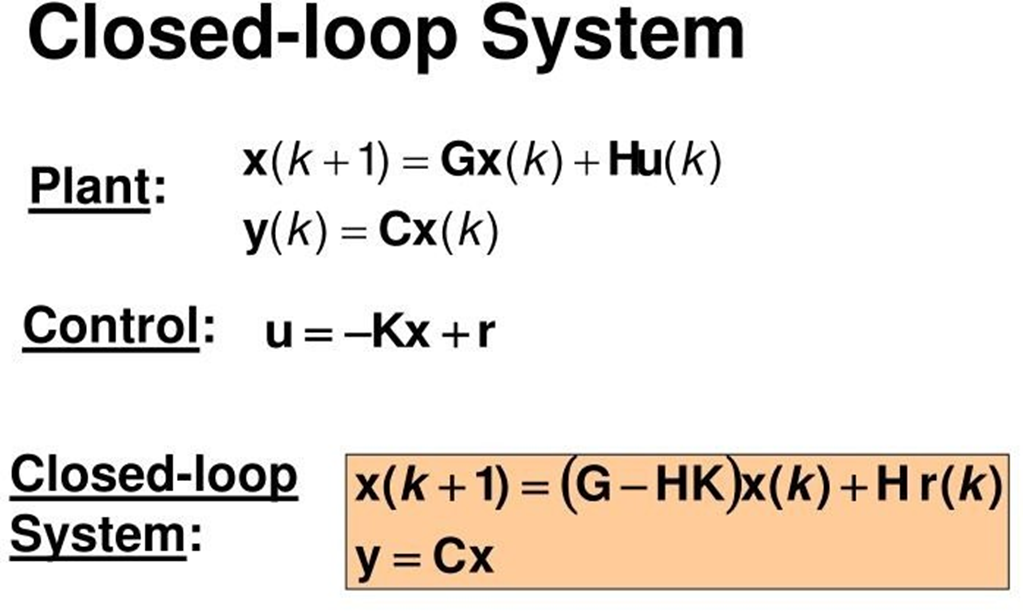 Closed-loop System
Plant: x(k + 1) = Gx(k) + Hu(k)
y(k) = Cx(k)
Control: u = –Kx + r
Closed-loop x(k + 1) = (G – HK)x(k) + H r(k)
System: y = Cx